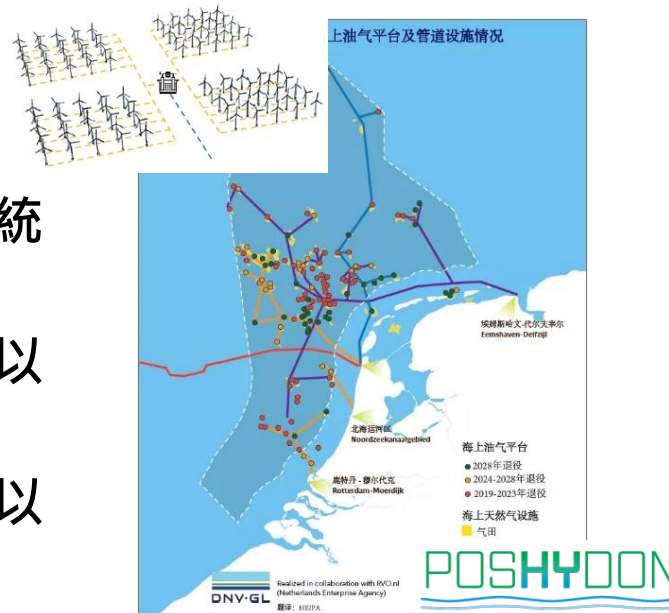 上油气平台及管道设施情况
統
以
以
埃姆斯哈文-代尔夫宰尔
Eemshaven-Delfzijl
北海运河区
Noordzeekanaalgebied
鹿特丹 - 穆尔代克
Rotterdam-Moerdijk
海上油气平台
2028年退役
2024-2028年退役
2019-2023年退役
海上天然气设施
气田
DNV·GL
Realized in collaboration with RVO.nl
(Netherlands Enterprise Agency)
翻译: HEIPA
POSHYDON